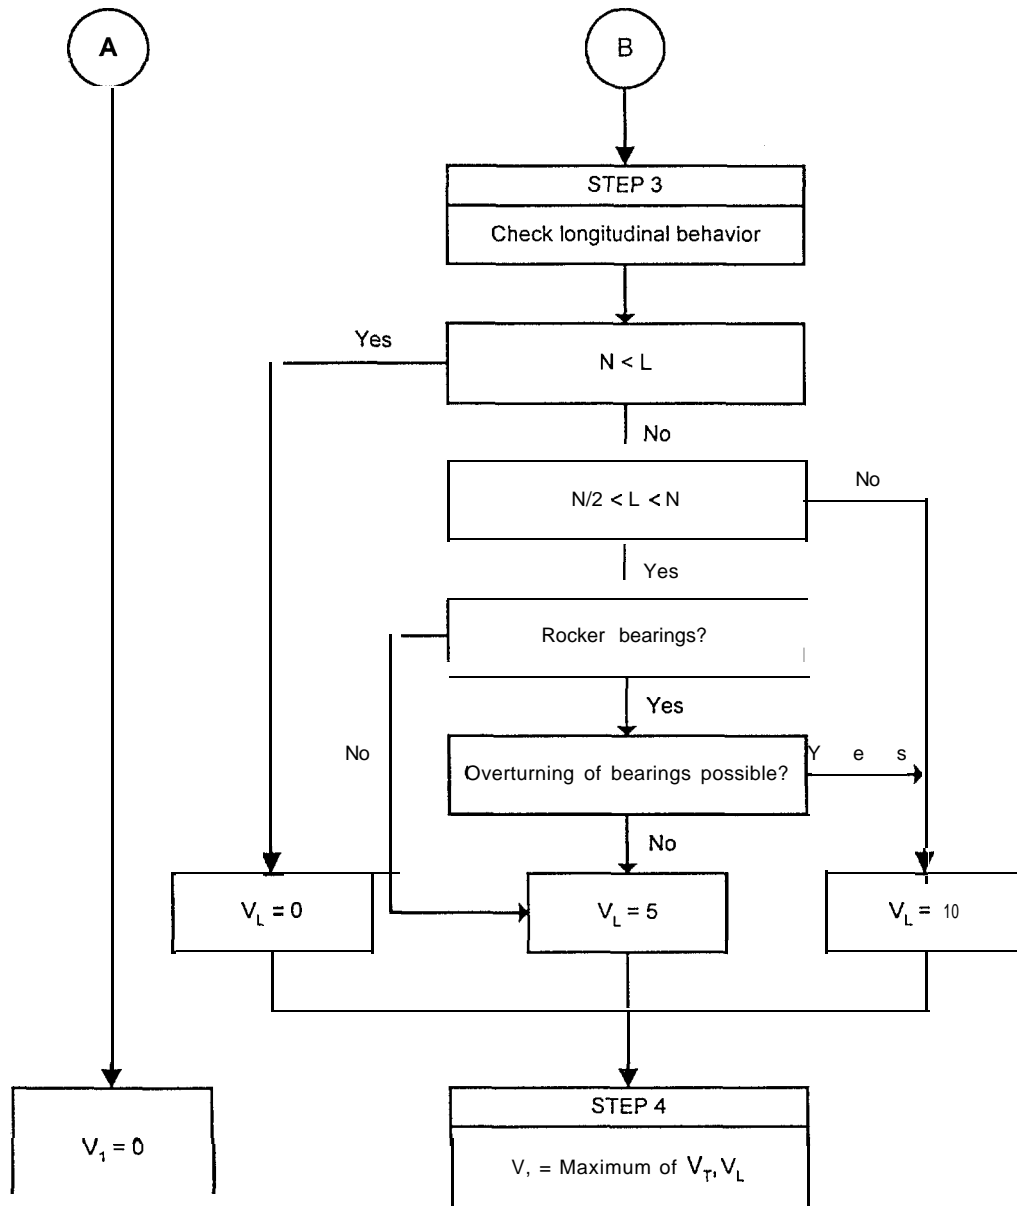 A
B
STEP 3
Check longitudinal behavior
Yes
N < L
No
N/2 < L < N
No
Yes
Rocker bearings?
Yes
No
Overturning of bearings possible?
Y e s
No
V_L = 0
V_L = 5
V_L = 10
V_1 = 0
STEP 4
V, = Maximum of V_T, V_L